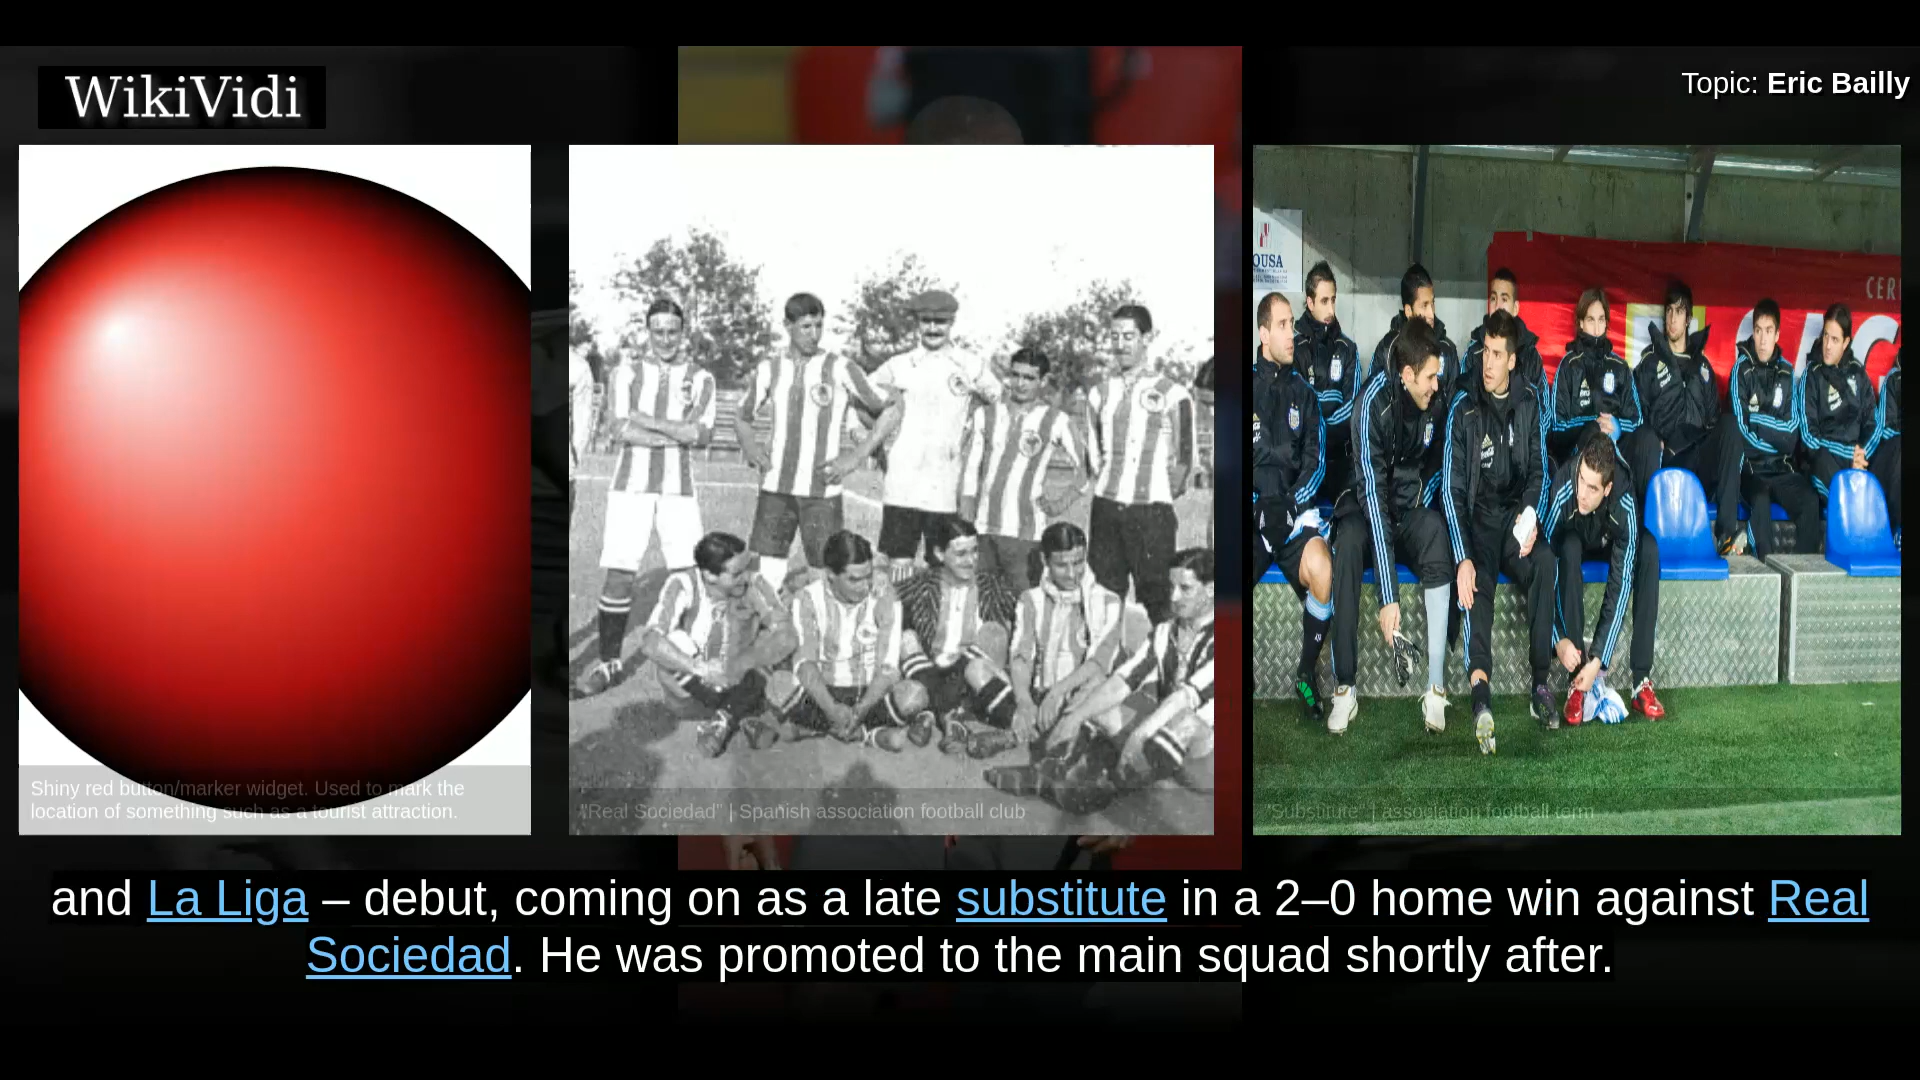 WikiVidi
Topic: Eric Bailly
QUSA
CER
Shiny red button/marker widget. Used to mark the
location of something such as a tourist attraction.
"Real Sociedad" | Spanish association football club
"Substitute" | association football term
and La Liga – debut, coming on as a late substitute in a 2–0 home win against Real
Sociedad. He was promoted to the main squad shortly after.